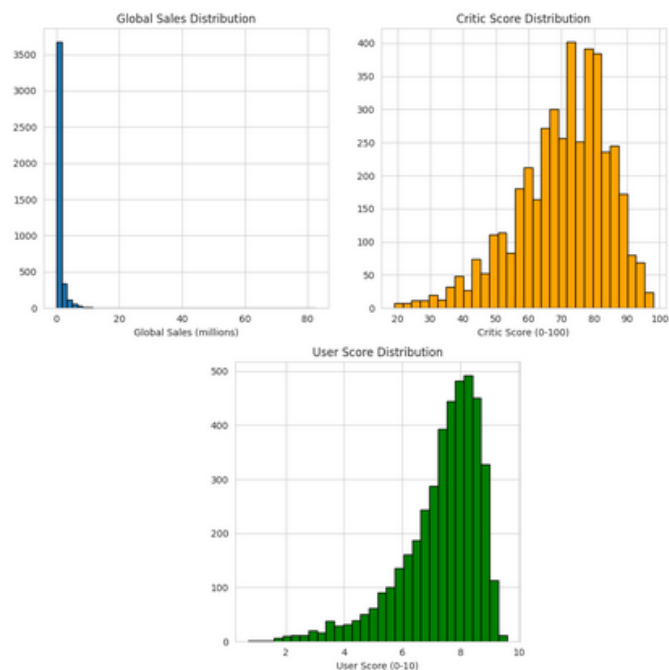 Global Sales Distribution
3500
3000
2500
2000
1500
1000
500
0
0 20 40 60 80
Global Sales (millions)
Critic Score Distribution
400
350
300
250
200
150
100
50
0
20 30 40 50 60 70 80 90 100
Critic Score (0-100)
User Score Distribution
500
400
300
200
100
0
2 4 6 8 10
User Score (0-10)